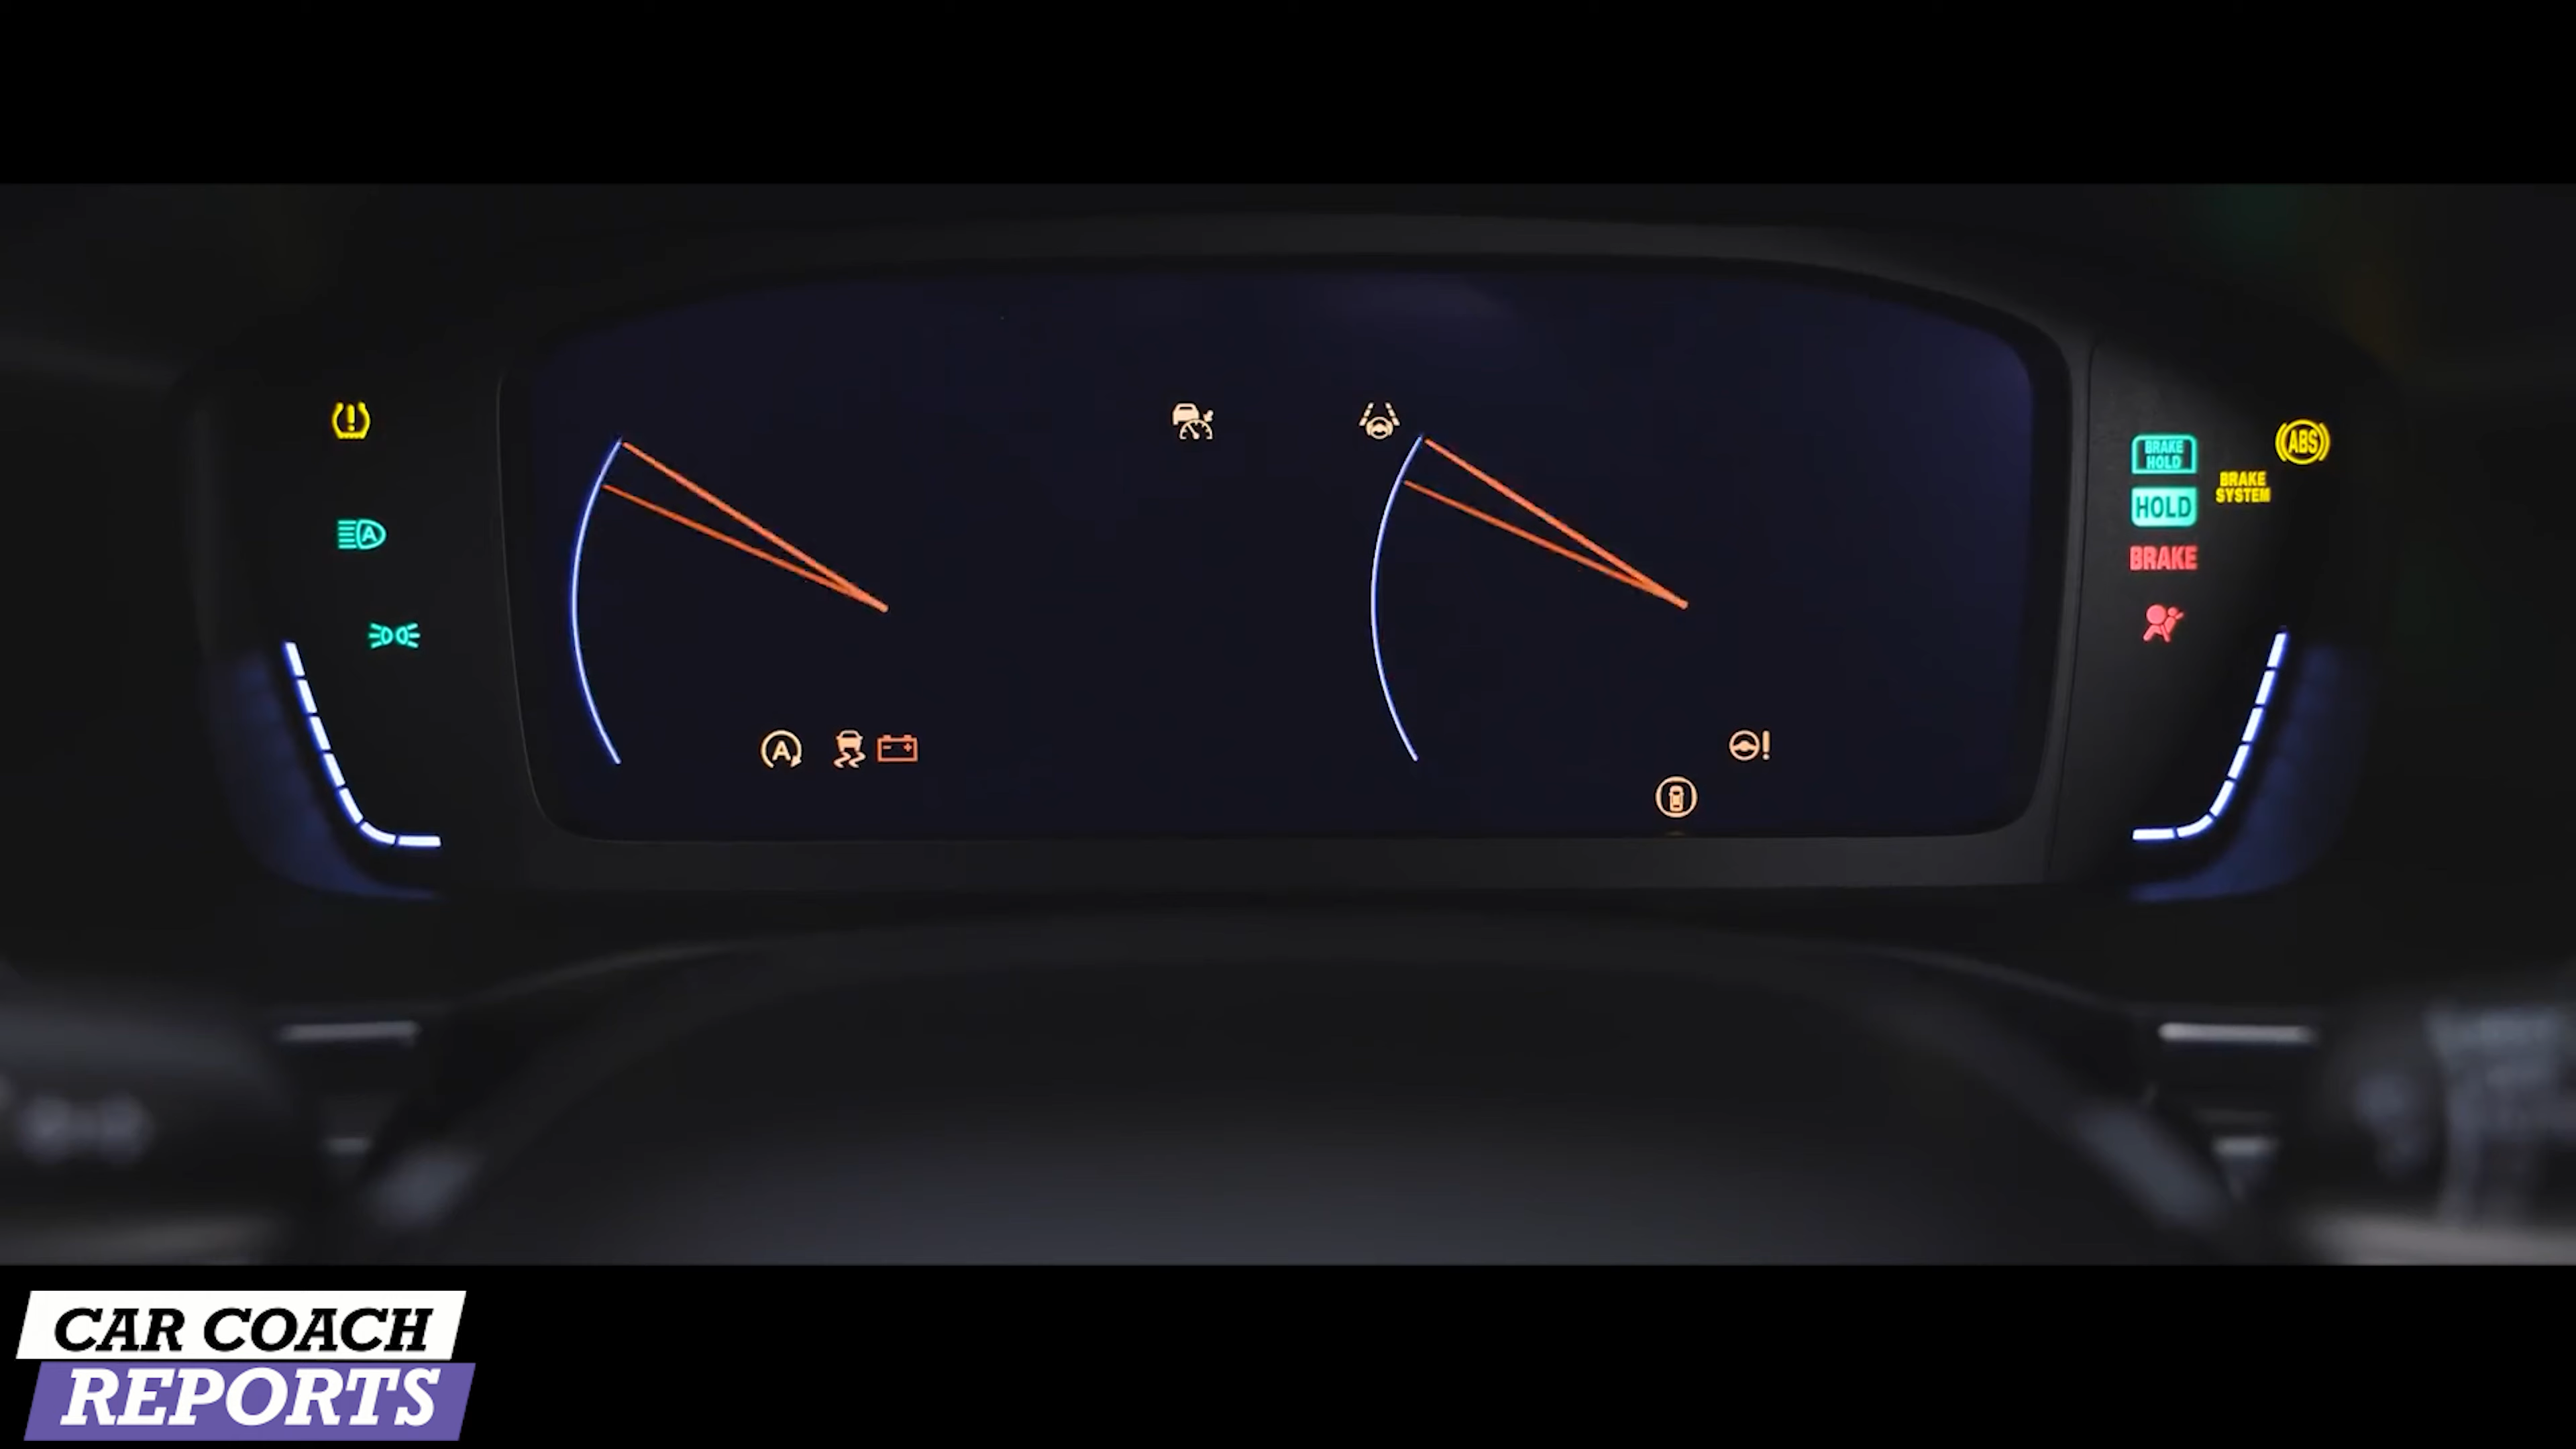 A
A
BRAKE
HOLD
HOLD
BRAKE
SYSTEM
ABS
BRAKE
CAR COACH
REPORTS